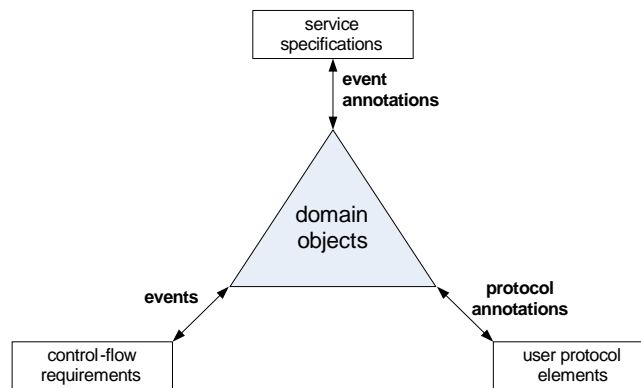 service
specifications
event
annotations
domain
objects
events
protocol
annotations
control-flow
requirements
user protocol
elements